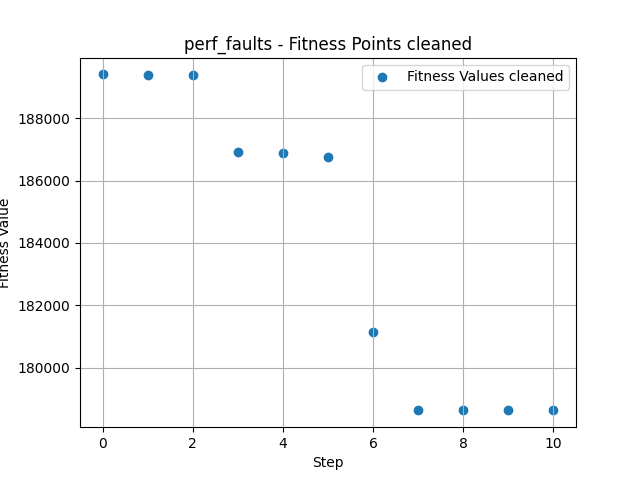 perf_faults - Fitness Points cleaned
Fitness Values cleaned
188000
186000
184000
182000
180000
Fitness Value
0 2 4 6 8 10
Step